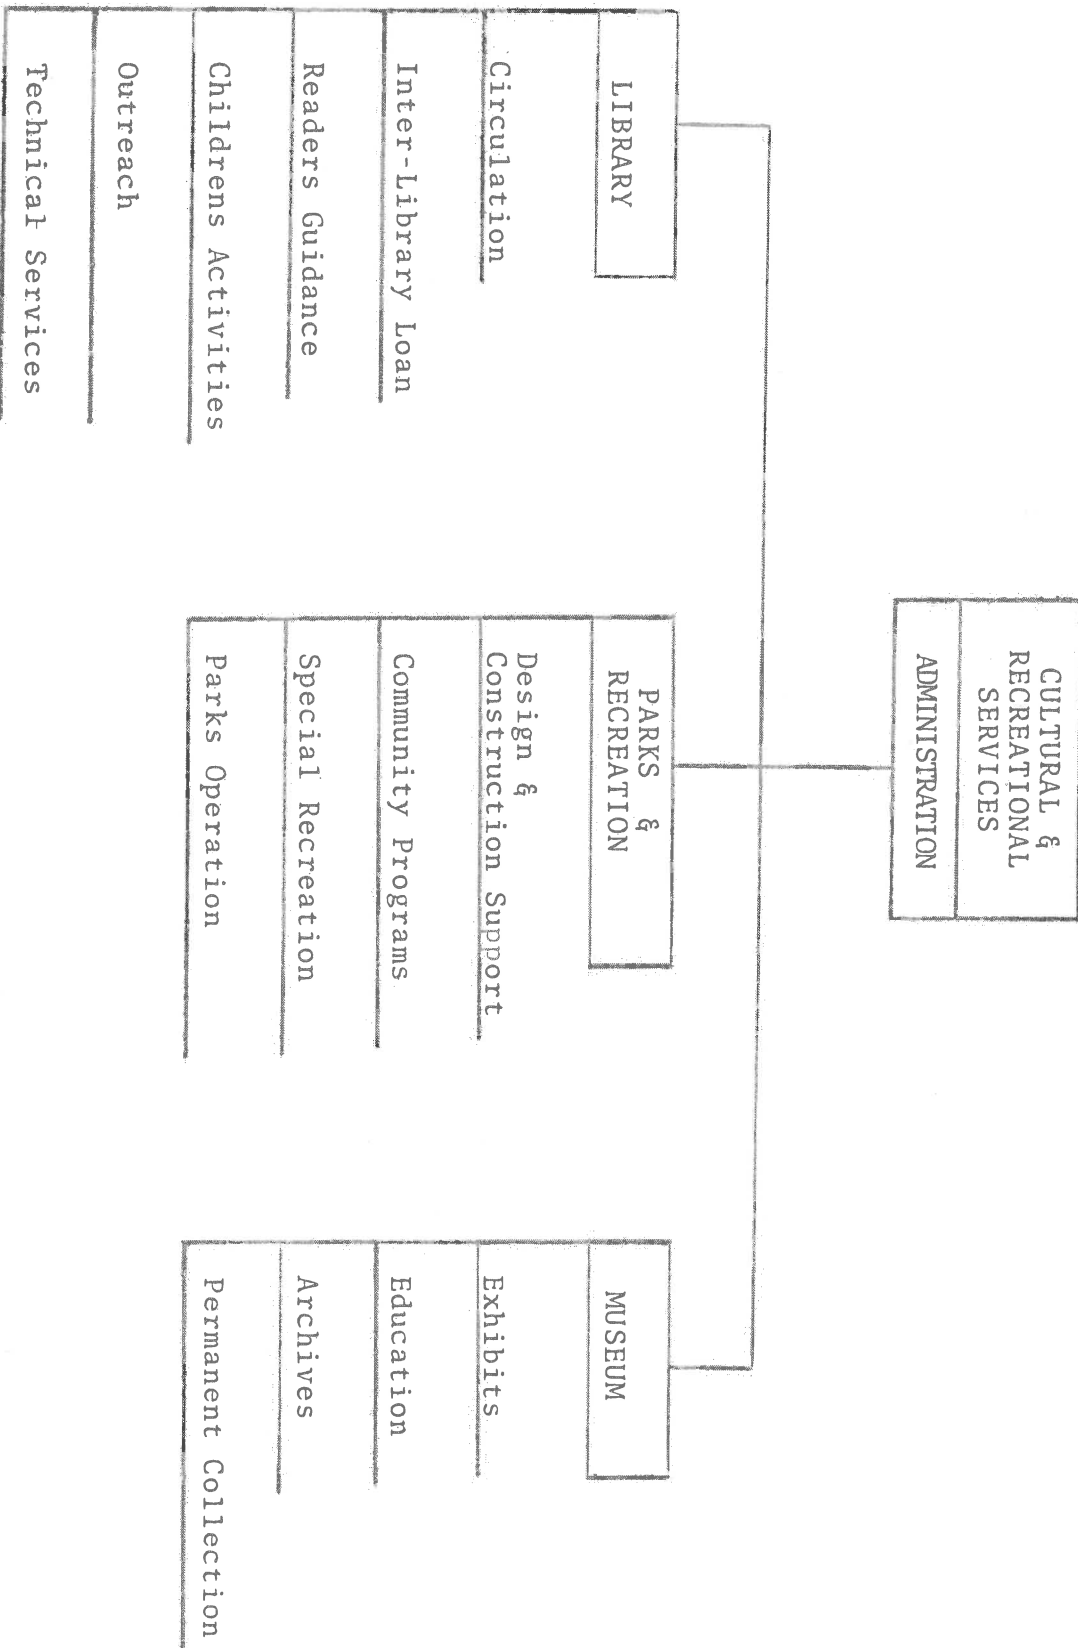 CULTURAL &
RECREATIONAL
SERVICES
ADMINISTRATION
LIBRARY
Circulation
Inter-Library Loan
Readers Guidance
Childrens Activities
Outreach
Technical Services
PARKS &
RECREATION
Design &
Construction Support
Community Programs
Special Recreation
Parks Operation
MUSEUM
Exhibits
Education
Archives
Permanent Collection